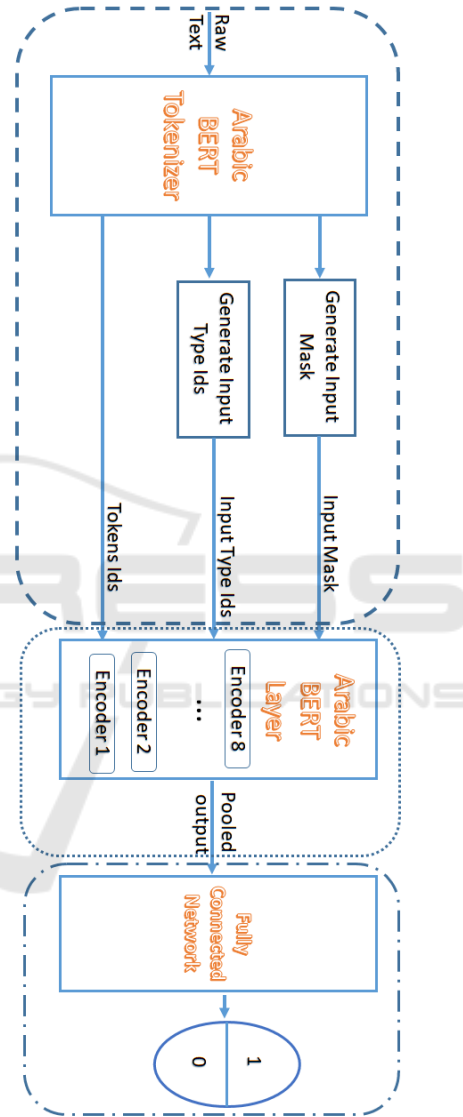 Raw
Text
Arabic
BERT
Tokenizer
Generate Input
Mask
Generate Input
Type Ids
Input Mask
Input Type Ids
Tokens Ids
Arabic
BERT
Layer
Encoder 8
...
Encoder 2
Encoder 1
Pooled
output
Fully
Connected
Network
1
0